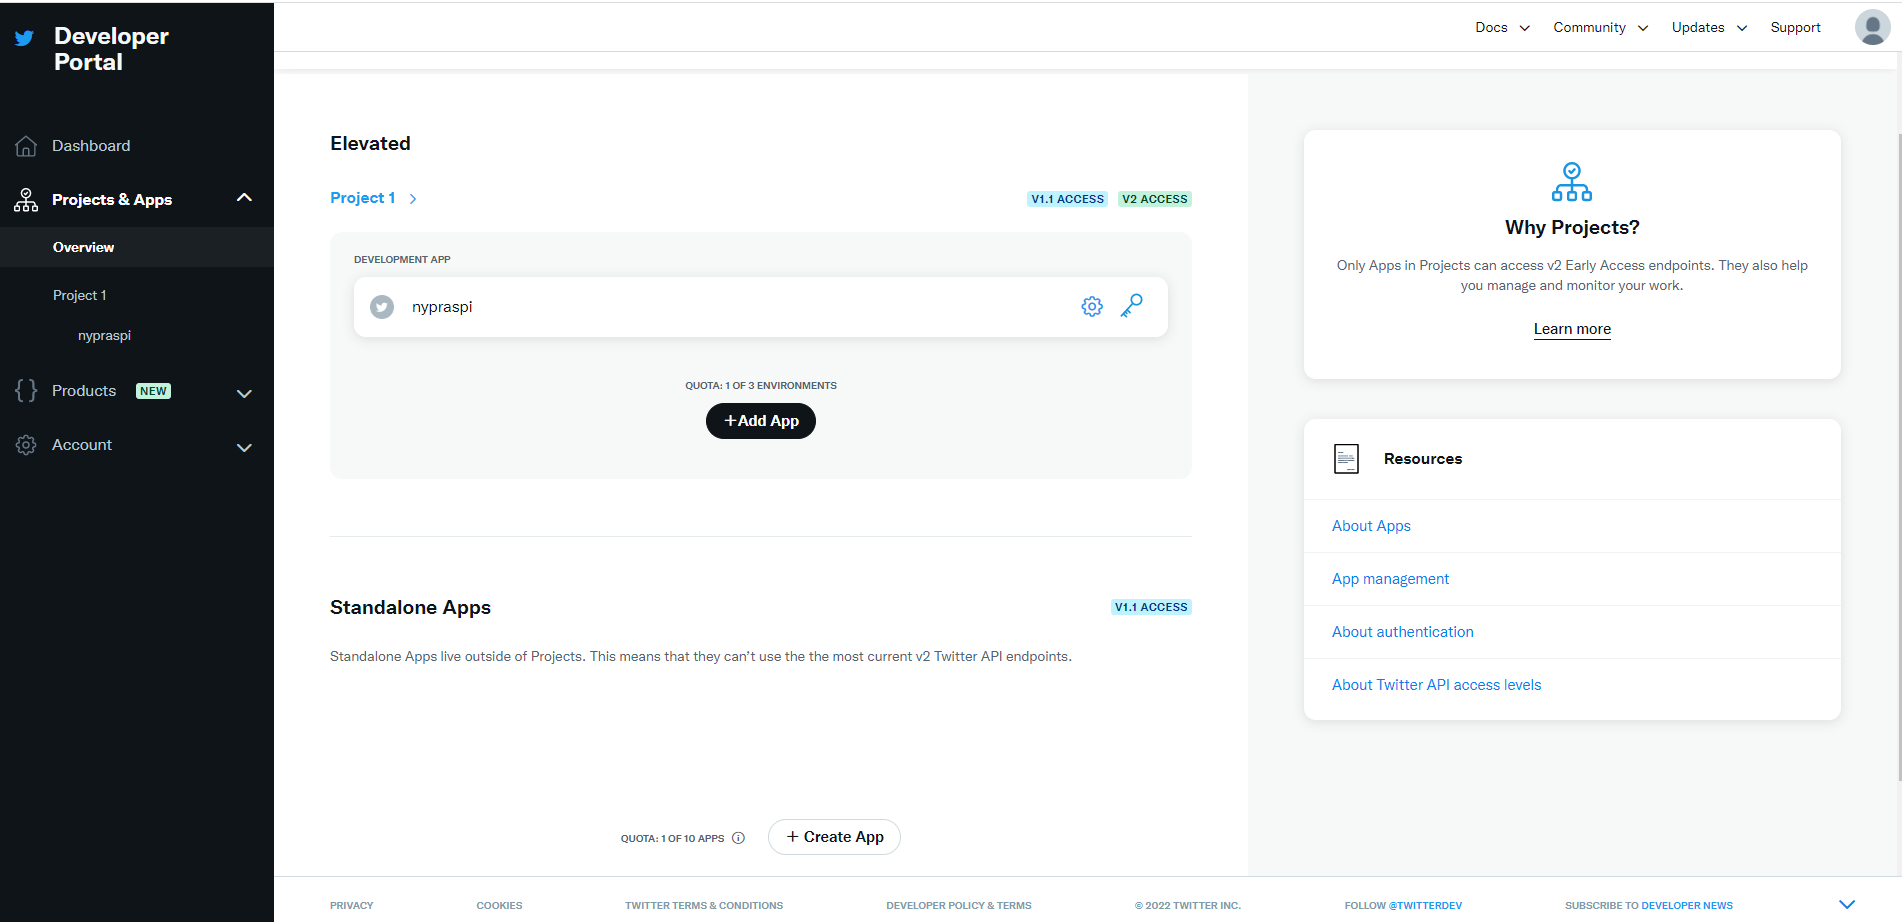 Developer
Portal
Dashboard
Projects & Apps
Overview
Project 1
nypraspi
Products NEW
Account
Docs Community Updates Support
Elevated
Project 1 V1.1 ACCESS V2 ACCESS
DEVELOPMENT APP
nypraspi
QUOTA: 1 OF 3 ENVIRONMENTS
+Add App
Standalone Apps V1.1 ACCESS
Standalone Apps live outside of Projects. This means that they can't use the the most current v2 Twitter API endpoints.
QUOTA: 1 OF 10 APPS + Create App
Why Projects?
Only Apps in Projects can access v2 Early Access endpoints. They also help
you manage and monitor your work.
Learn more
Resources
About Apps
App management
About authentication
About Twitter API access levels
PRIVACY COOKIES TWITTER TERMS & CONDITIONS DEVELOPER POLICY & TERMS © 2022 TWITTER INC. FOLLOW @TWITTERDEV SUBSCRIBE TO DEVELOPER NEWS